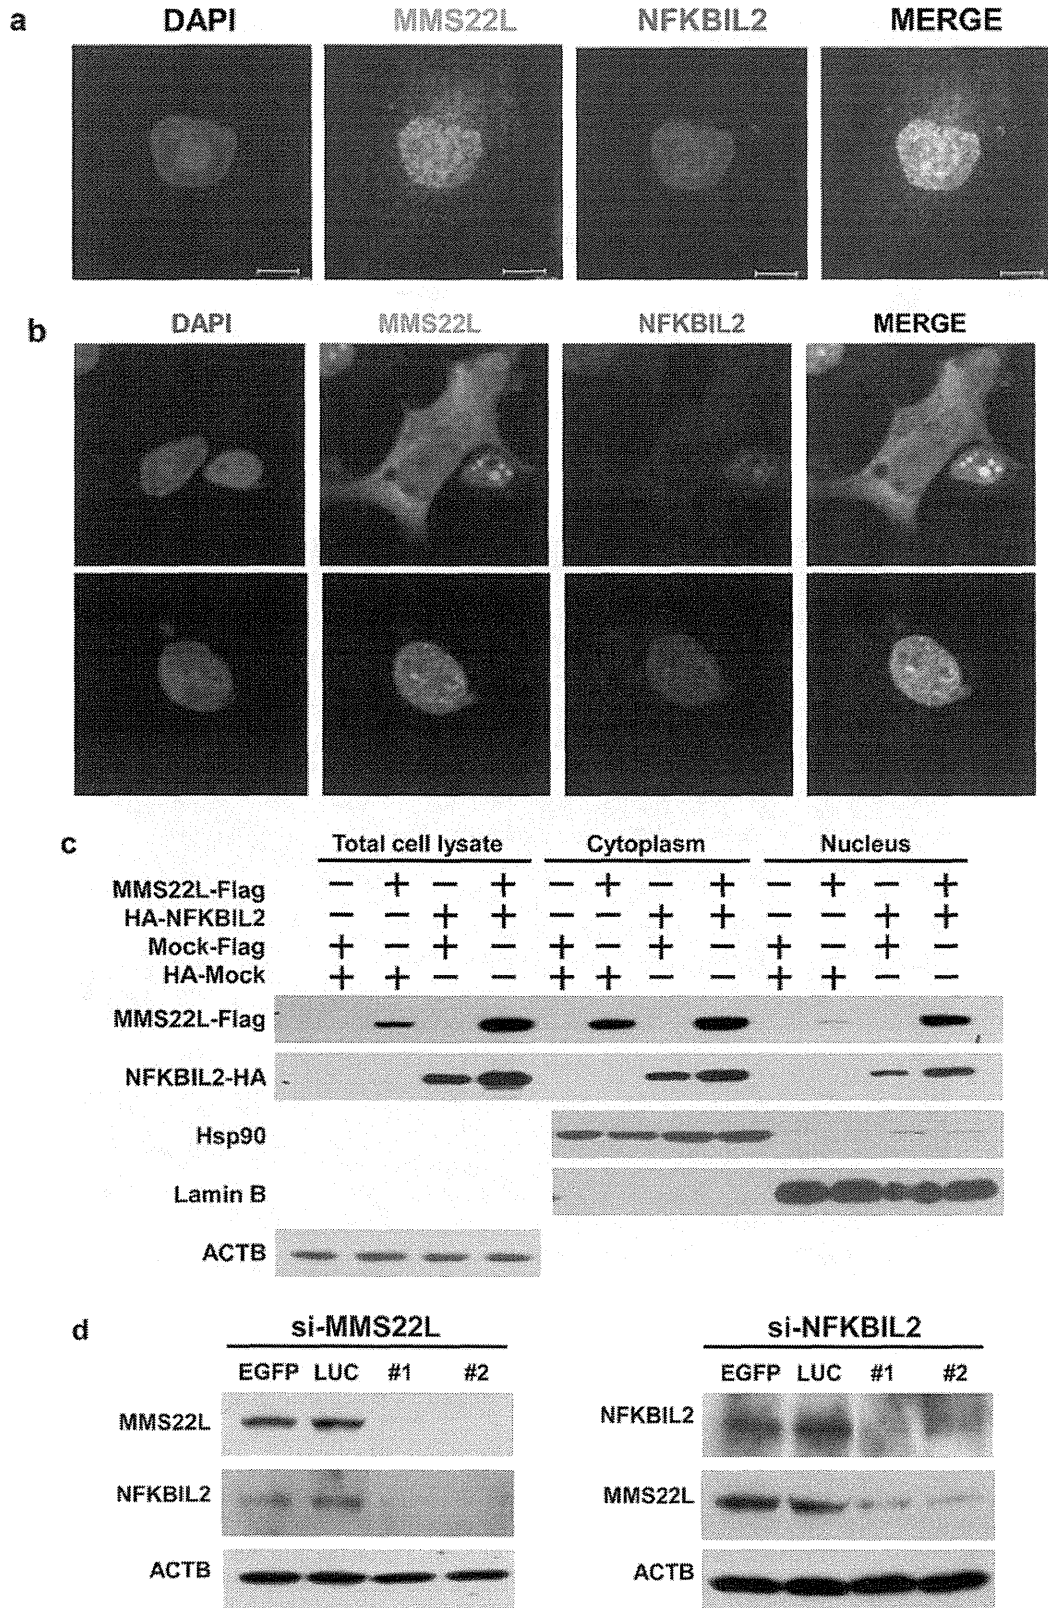 a
DAPI MMS22L NFKBIL2 MERGE
b
DAPI MMS22L NFKBIL2 MERGE
c
Total cell lysate Cytoplasm Nucleus
MMS22L-Flag − + − + − + − + − + − +
HA-NFKBIL2 − − + + − − + + − − + +
Mock-Flag + − + − + − + − + − + −
HA-Mock + + − − + + − − + + − −
MMS22L-Flag
NFKBIL2-HA
Hsp90
Lamin B
ACTB
d
si-MMS22L
EGFP LUC #1 #2
MMS22L
NFKBIL2
ACTB
si-NFKBIL2
EGFP LUC #1 #2
NFKBIL2
MMS22L
ACTB